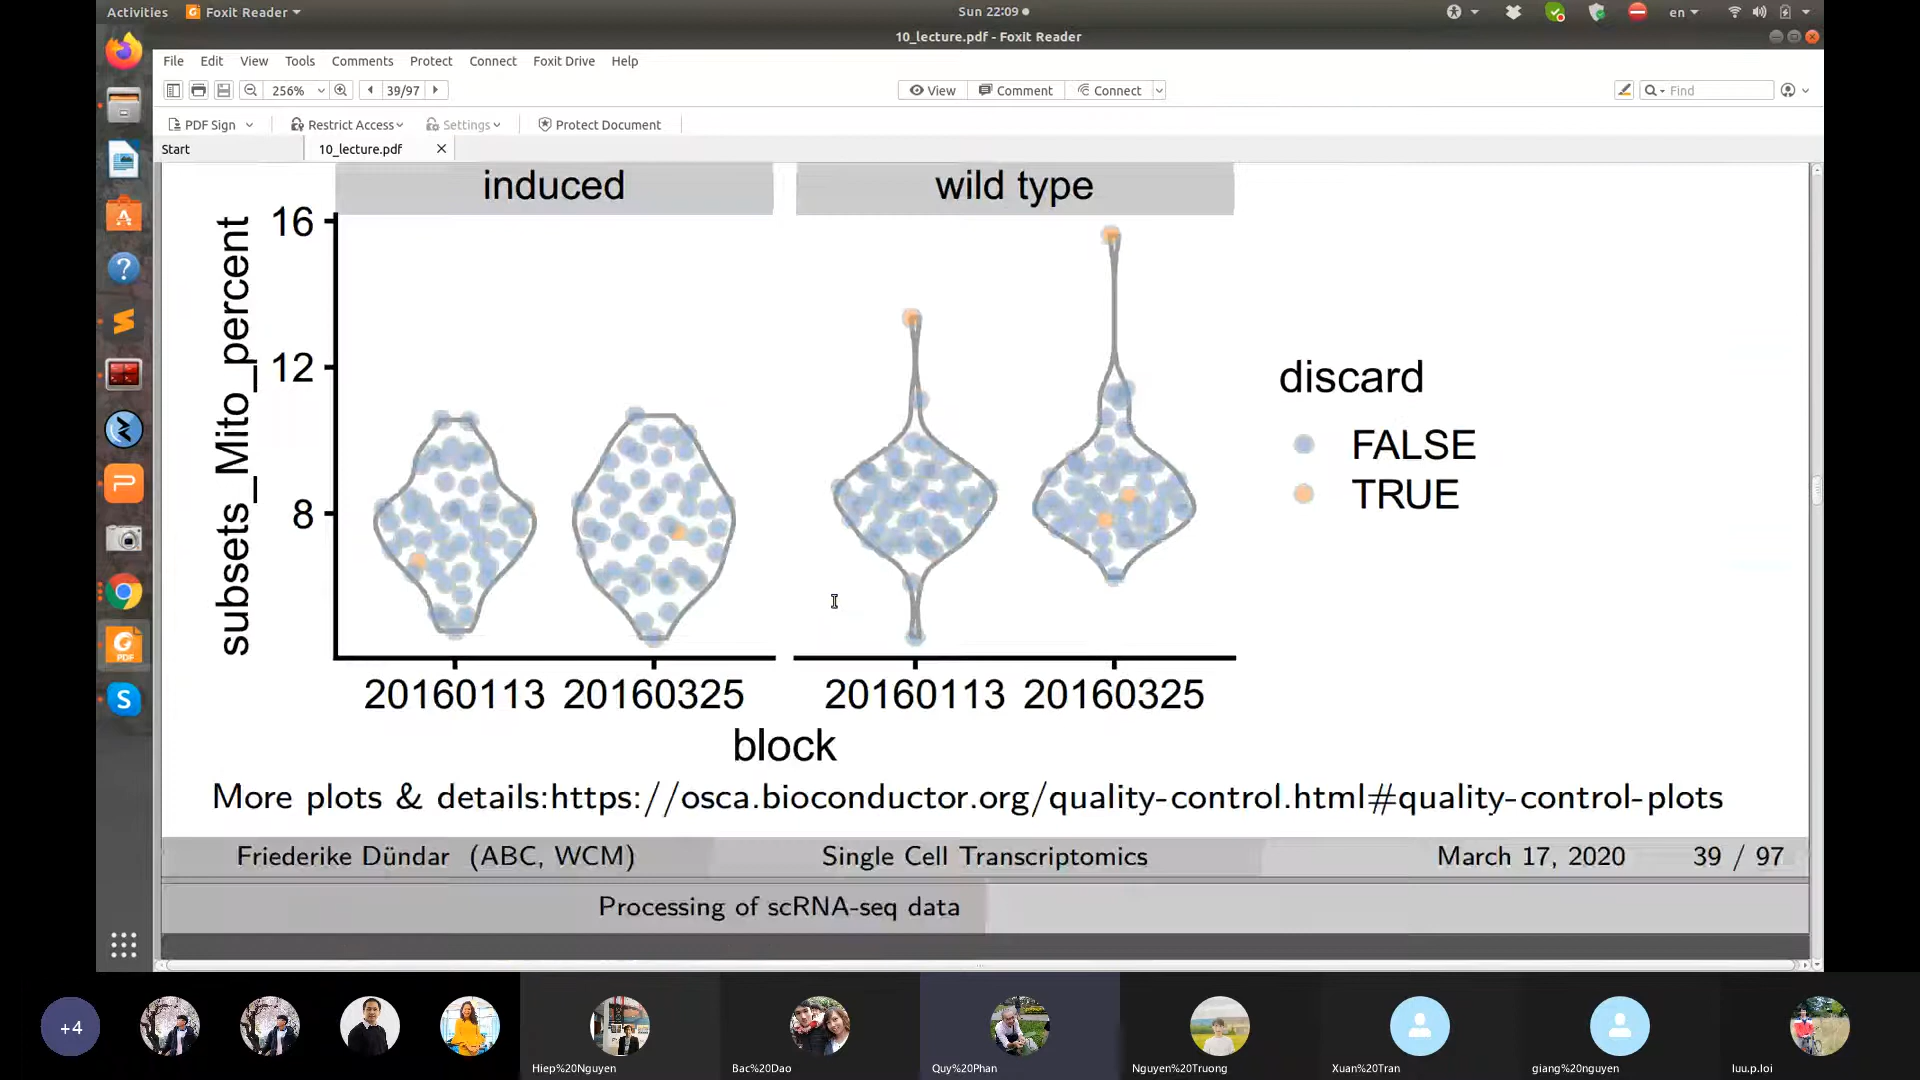 Activities
Foxit Reader
Sun 22:09
en
10_lecture.pdf - Foxit Reader
File Edit View Tools Comments Protect Connect Foxit Drive Help
256%
39/97
View
Comment
Connect
Find
PDF Sign
Restrict Access
Settings
Protect Document
Start
10_lecture.pdf
induced
wild type
subsets_Mito_percent
16
12
8
discard
FALSE
TRUE
20160113 20160325
20160113 20160325
block
More plots & details:https://osca.bioconductor.org/quality-control.html#quality-control-plots
Friederike Dündar (ABC, WCM)
Single Cell Transcriptomics
March 17, 2020
39 / 97
Processing of scRNA-seq data
+4
Hiep%20Nguyen
Bac%20Dao
Quy%20Phan
Nguyen%20Truong
Xuan%20Tran
giang%20nguyen
luu.p.loi